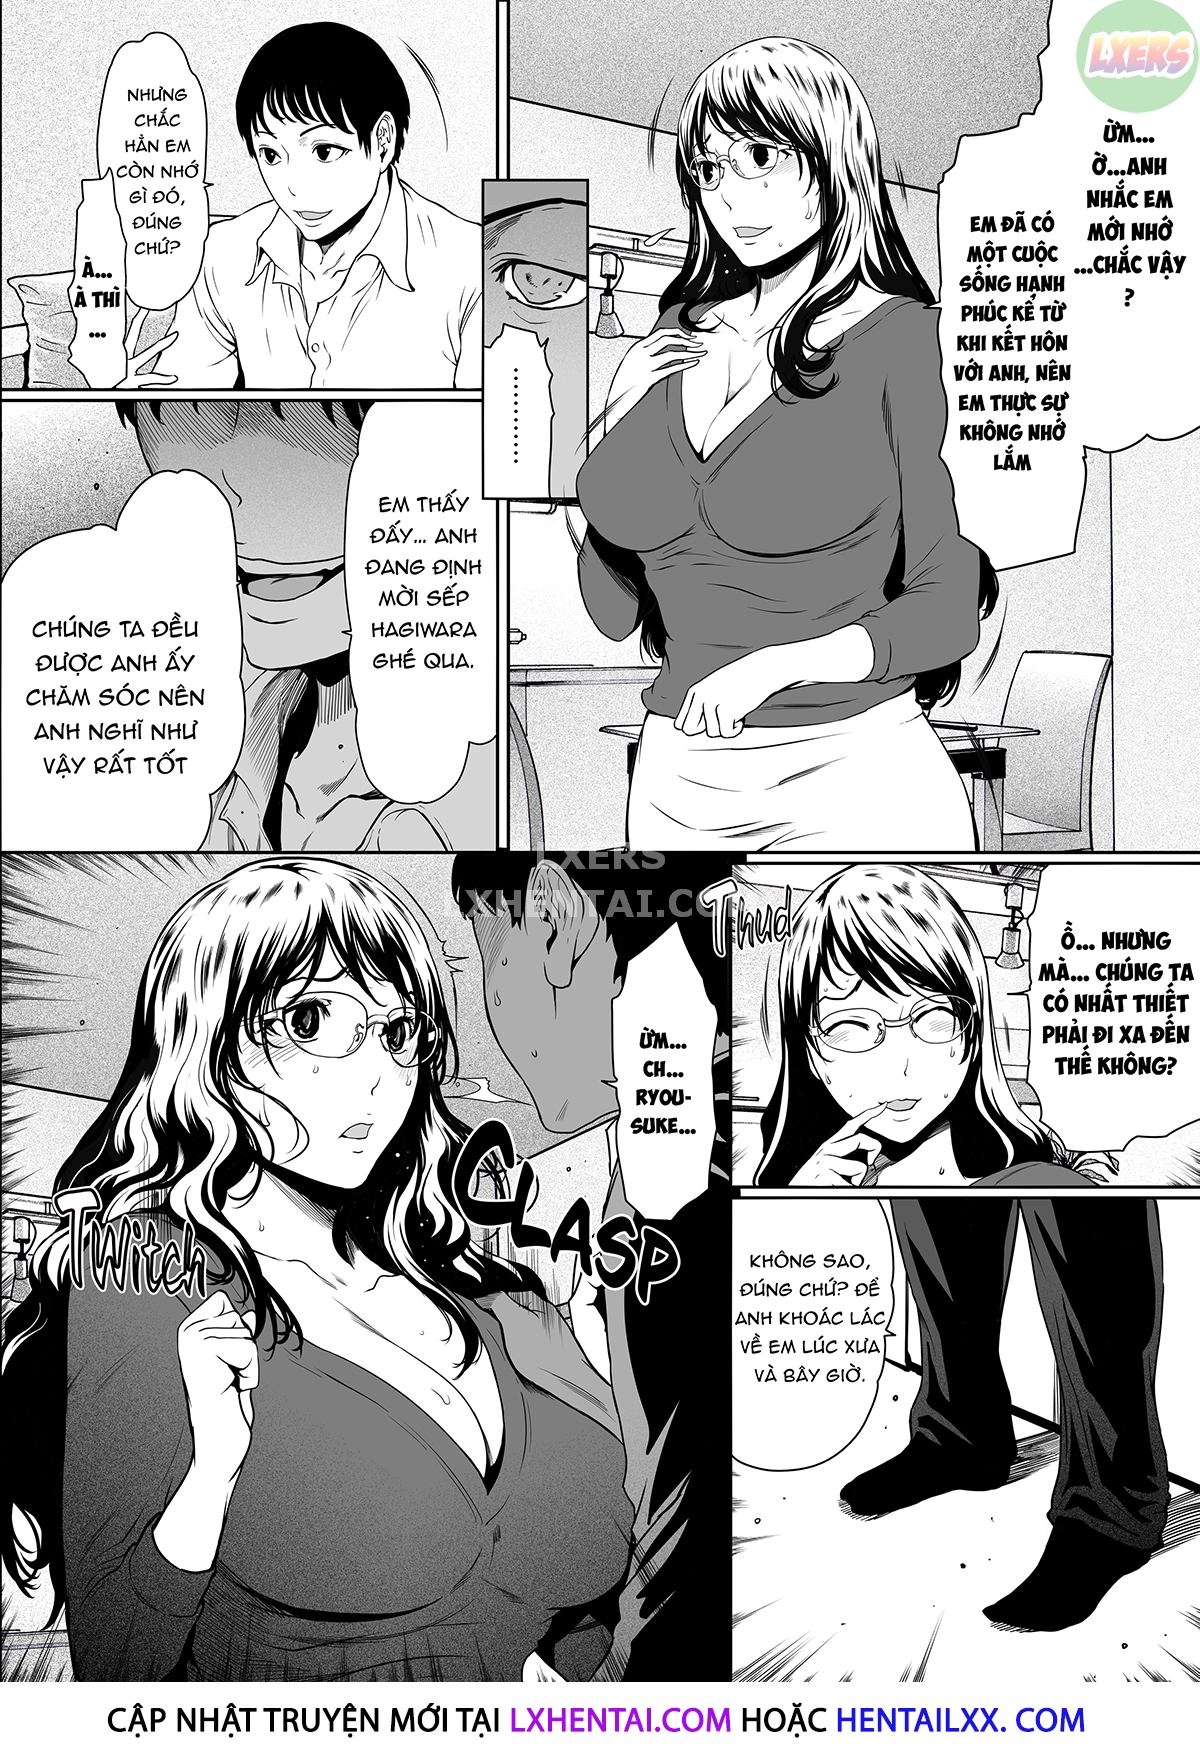 LXERS
ỪM...
Ờ...ANH
NHẮC EM
MỚI NHỚ
...CHẮC VẬY
?
EM ĐÃ CÓ
MỘT CUỘC
SỐNG HẠNH
PHÚC KỂ TỪ
KHI KẾT HÔN
VỚI ANH, NÊN
EM THỰC SỰ
KHÔNG NHỚ
LẮM
..........
NHƯNG
CHẮC
HẲN EM
CÒN NHỚ
GÌ ĐÓ,
ĐÚNG
CHỨ?
À...
À THÌ
...
EM THẤY
ĐẤY... ANH
ĐANG ĐỊNH
MỜI SẾP
HAGIWARA
GHÉ QUA.
CHÚNG TA ĐỀU
ĐƯỢC ANH ẤY
CHĂM SÓC NÊN
ANH NGHĨ NHƯ
VẬY RẤT TỐT
LXERS
LXHENTAI.COM
Ồ... NHƯNG
MÀ... CHÚNG TA
CÓ NHẤT THIẾT
PHẢI ĐI XA ĐẾN
THẾ KHÔNG?
Thud
KHÔNG SAO,
ĐÚNG CHỨ? ĐỂ
ANH KHOÁC LÁC
VỀ EM LÚC XƯA
VÀ BÂY GIỜ.
ỪM...
CH...
RYOU-
SUKE...
CLASP
Twitch
CẬP NHẬT TRUYỆN MỚI TẠI LXHENTAI.COM HOẶC HENTAILXX. COM